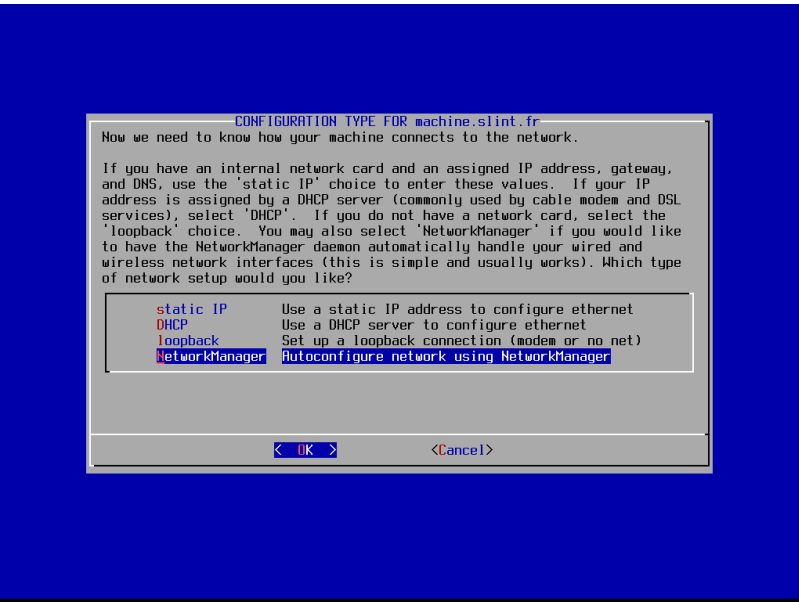 CONFIGURATION TYPE FOR machine.slint.fr
Now we need to know how your machine connects to the network.
If you have an internal network card and an assigned IP address, gateway,
and DNS, use the 'static IP' choice to enter these values.  If your IP
address is assigned by a DHCP server (commonly used by cable modem and DSL
services), select 'DHCP'.  If you do not have a network card, select the
'loopback' choice.  You may also select 'NetworkManager' if you would like
to have the NetworkManager daemon automatically handle your wired and
wireless network interfaces (this is simple and usually works). Which type
of network setup would you like?
static IP Use a static IP address to configure ethernet
DHCP Use a DHCP server to configure ethernet
loopback Set up a loopback connection (modem or no net)
NetworkManager Autoconfigure network using NetworkManager
< OK > <Cancel>